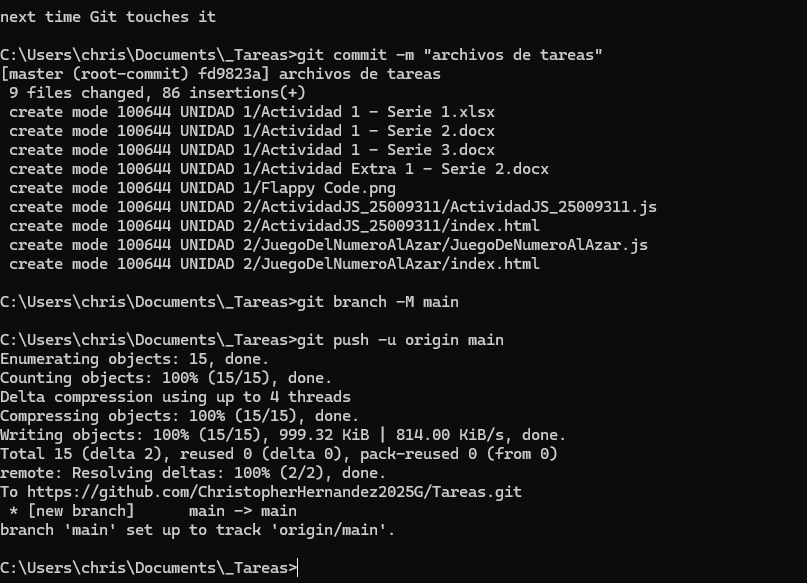 next time Git touches it
C:\Users\chris\Documents\_Tareas>git commit -m "archivos de tareas"
[master (root-commit) fd9823a] archivos de tareas
 9 files changed, 86 insertions(+)
 create mode 100644 UNIDAD 1/Actividad 1 - Serie 1.xlsx
 create mode 100644 UNIDAD 1/Actividad 1 - Serie 2.docx
 create mode 100644 UNIDAD 1/Actividad 1 - Serie 3.docx
 create mode 100644 UNIDAD 1/Actividad Extra 1 - Serie 2.docx
 create mode 100644 UNIDAD 1/Flappy Code.png
 create mode 100644 UNIDAD 2/ActividadJS_25009311/ActividadJS_25009311.js
 create mode 100644 UNIDAD 2/ActividadJS_25009311/index.html
 create mode 100644 UNIDAD 2/JuegoDelNumeroAlAzar/JuegoDeNumeroAlAzar.js
 create mode 100644 UNIDAD 2/JuegoDelNumeroAlAzar/index.html
C:\Users\chris\Documents\_Tareas>git branch -M main
C:\Users\chris\Documents\_Tareas>git push -u origin main
Enumerating objects: 15, done.
Counting objects: 100% (15/15), done.
Delta compression using up to 4 threads
Compressing objects: 100% (15/15), done.
Writing objects: 100% (15/15), 999.32 KiB | 814.00 KiB/s, done.
Total 15 (delta 2), reused 0 (delta 0), pack-reused 0 (from 0)
remote: Resolving deltas: 100% (2/2), done.
To https://github.com/ChristopherHernandez2025G/Tareas.git
 * [new branch]      main -> main
branch 'main' set up to track 'origin/main'.
C:\Users\chris\Documents\_Tareas>